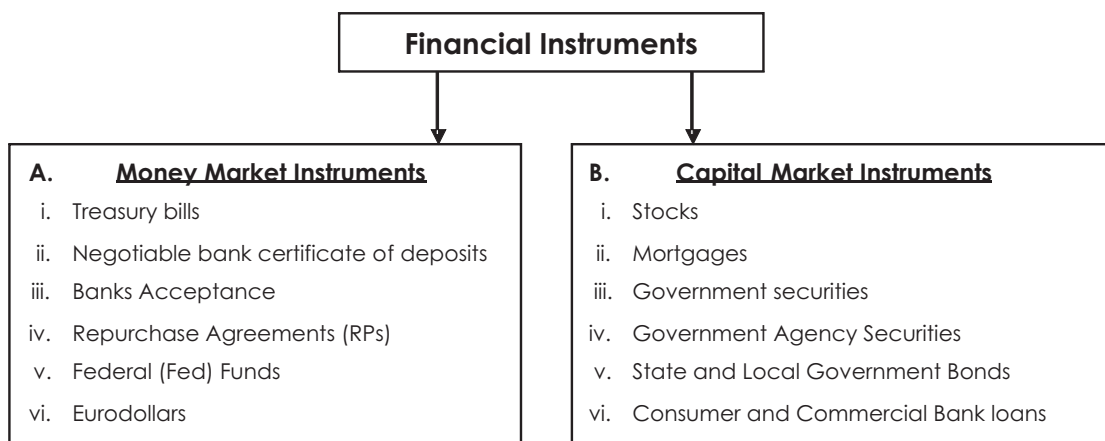 Financial Instruments
A. Money Market Instruments
i. Treasury bills
ii. Negotiable bank certificate of deposits
iii. Banks Acceptance
iv. Repurchase Agreements (RPs)
v. Federal (Fed) Funds
vi. Eurodollars
B. Capital Market Instruments
i. Stocks
ii. Mortgages
iii. Government securities
iv. Government Agency Securities
v. State and Local Government Bonds
vi. Consumer and Commercial Bank loans